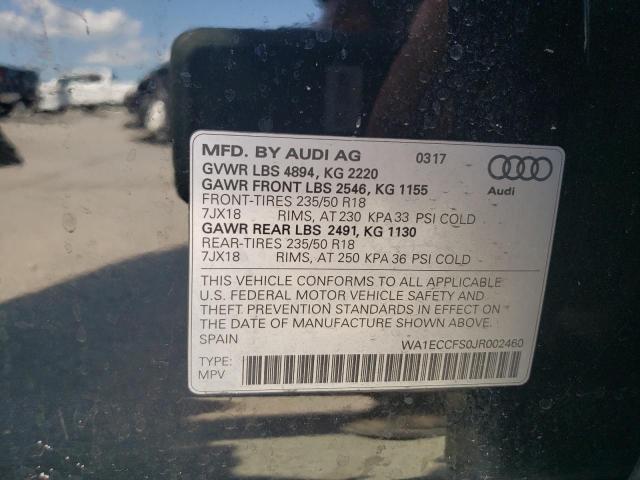 MFD. BY AUDI AG 0317
GVWR LBS 4894, KG 2220
GAWR FRONT LBS 2546, KG 1155
FRONT-TIRES 235/50 R18
7JX18 RIMS, AT 230 KPA 33 PSI COLD
GAWR REAR LBS 2491, KG 1130
REAR-TIRES 235/50 R18
7JX18 RIMS, AT 250 KPA 36 PSI COLD
Audi
THIS VEHICLE CONFORMS TO ALL APPLICABLE
U.S. FEDERAL MOTOR VEHICLE SAFETY AND
THEFT PREVENTION STANDARDS IN EFFECT ON
THE DATE OF MANUFACTURE SHOWN ABOVE.
SPAIN WA1ECCFS0JR002460
TYPE:
MPV